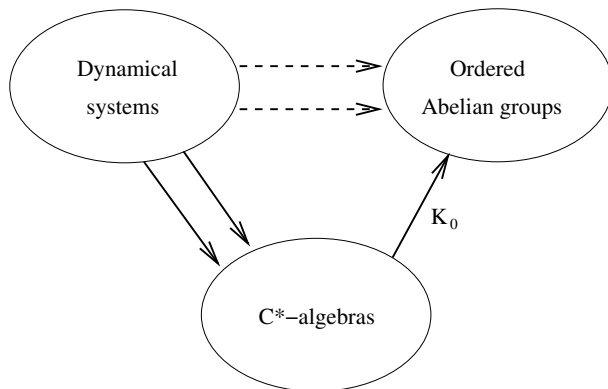 Dynamical
systems
Ordered
Abelian groups
K₀
C*−algebras